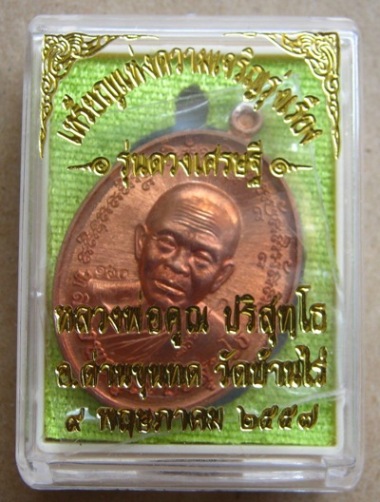 เหรียญแห่งความเจริญรุ่งเรือง
รุ่นดวงเศรษฐี
หลวงพ่อคูณ ปริสุทฺโธ
อ.ด่านขุนทด วัดบ้านไร่
๙ พฤษภาคม ๒๕๕๗